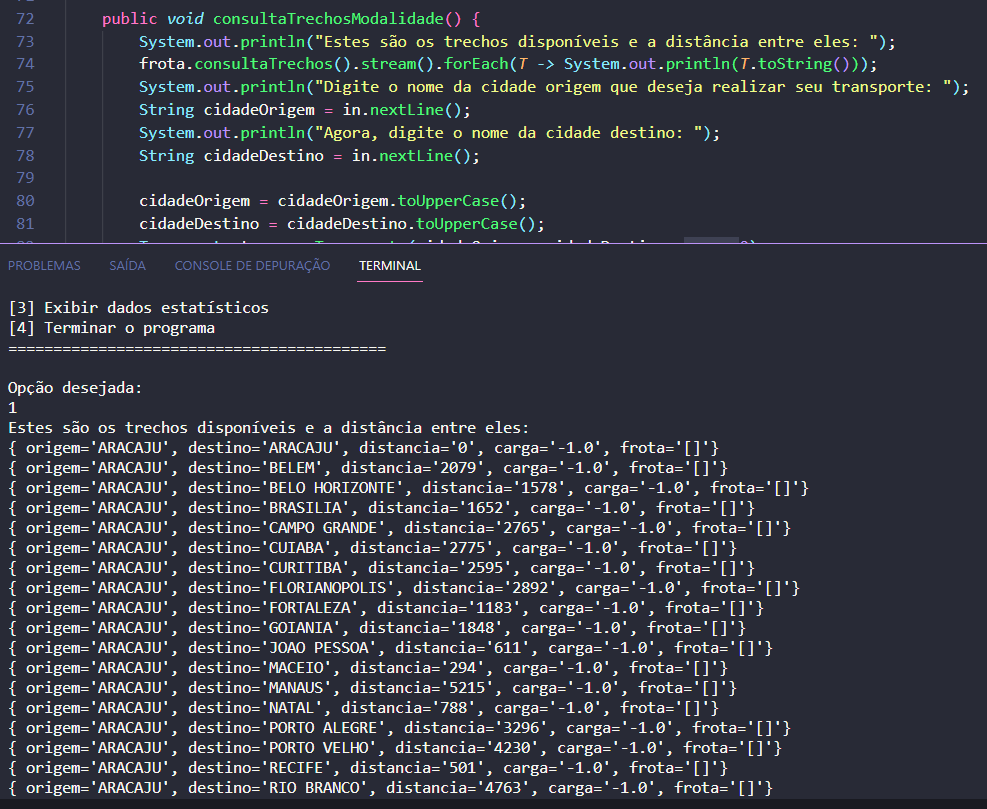 72 public void consultaTrechosModalidade() {
73 System.out.println("Estes são os trechos disponíveis e a distância entre eles: ");
74 frota.consultaTrechos().stream().forEach(T -> System.out.println(T.toString()));
75 System.out.println("Digite o nome da cidade origem que deseja realizar seu transporte: ");
76 String cidadeOrigem = in.nextLine();
77 System.out.println("Agora, digite o nome da cidade destino: ");
78 String cidadeDestino = in.nextLine();
79
80 cidadeOrigem = cidadeOrigem.toUpperCase();
81 cidadeDestino = cidadeDestino.toUpperCase();
PROBLEMAS SAÍDA CONSOLE DE DEPURAÇÃO TERMINAL
[3] Exibir dados estatísticos
[4] Terminar o programa
==========================================
Opção desejada:
1
Estes são os trechos disponíveis e a distância entre eles:
{ origem='ARACAJU', destino='ARACAJU', distancia='0', carga='-1.0', frota='[]'}
{ origem='ARACAJU', destino='BELEM', distancia='2079', carga='-1.0', frota='[]'}
{ origem='ARACAJU', destino='BELO HORIZONTE', distancia='1578', carga='-1.0', frota='[]'}
{ origem='ARACAJU', destino='BRASILIA', distancia='1652', carga='-1.0', frota='[]'}
{ origem='ARACAJU', destino='CAMPO GRANDE', distancia='2765', carga='-1.0', frota='[]'}
{ origem='ARACAJU', destino='CUIABA', distancia='2775', carga='-1.0', frota='[]'}
{ origem='ARACAJU', destino='CURITIBA', distancia='2595', carga='-1.0', frota='[]'}
{ origem='ARACAJU', destino='FLORIANOPOLIS', distancia='2892', carga='-1.0', frota='[]'}
{ origem='ARACAJU', destino='FORTALEZA', distancia='1183', carga='-1.0', frota='[]'}
{ origem='ARACAJU', destino='GOIANIA', distancia='1848', carga='-1.0', frota='[]'}
{ origem='ARACAJU', destino='JOAO PESSOA', distancia='611', carga='-1.0', frota='[]'}
{ origem='ARACAJU', destino='MACEIO', distancia='294', carga='-1.0', frota='[]'}
{ origem='ARACAJU', destino='MANAUS', distancia='5215', carga='-1.0', frota='[]'}
{ origem='ARACAJU', destino='NATAL', distancia='788', carga='-1.0', frota='[]'}
{ origem='ARACAJU', destino='PORTO ALEGRE', distancia='3296', carga='-1.0', frota='[]'}
{ origem='ARACAJU', destino='PORTO VELHO', distancia='4230', carga='-1.0', frota='[]'}
{ origem='ARACAJU', destino='RECIFE', distancia='501', carga='-1.0', frota='[]'}
{ origem='ARACAJU', destino='RIO BRANCO', distancia='4763', carga='-1.0', frota='[]'}